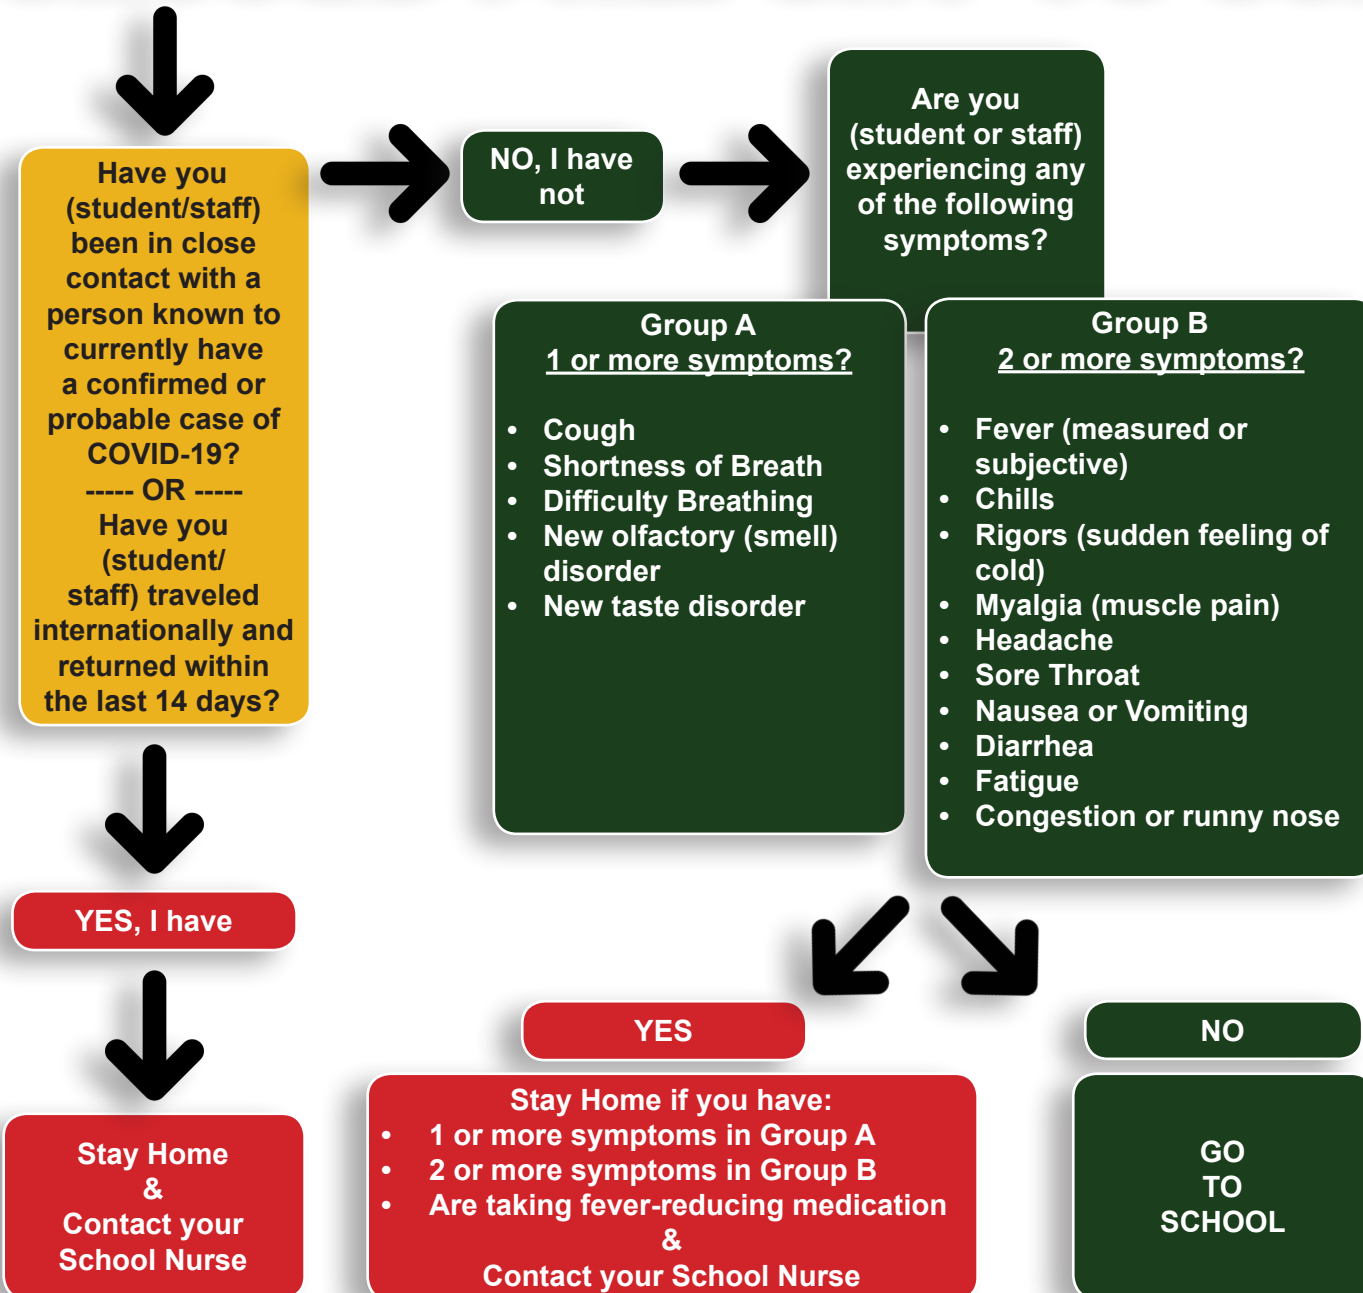 Have you
(student/staff)
been in close
contact with a
person known to
currently have
a confirmed or
probable case of
COVID-19?
----- OR -----
Have you
(student/
staff) traveled
internationally and
returned within
the last 14 days?
NO, I have
not
Are you
(student or staff)
experiencing any
of the following
symptoms?
Group A
1 or more symptoms?
• Cough
• Shortness of Breath
• Difficulty Breathing
• New olfactory (smell)
disorder
• New taste disorder
Group B
2 or more symptoms?
• Fever (measured or
subjective)
• Chills
• Rigors (sudden feeling of
cold)
• Myalgia (muscle pain)
• Headache
• Sore Throat
• Nausea or Vomiting
• Diarrhea
• Fatigue
• Congestion or runny nose
YES, I have
Stay Home
&
Contact your
School Nurse
YES
Stay Home if you have:
• 1 or more symptoms in Group A
• 2 or more symptoms in Group B
• Are taking fever-reducing medication
&
Contact your School Nurse
NO
GO
TO
SCHOOL